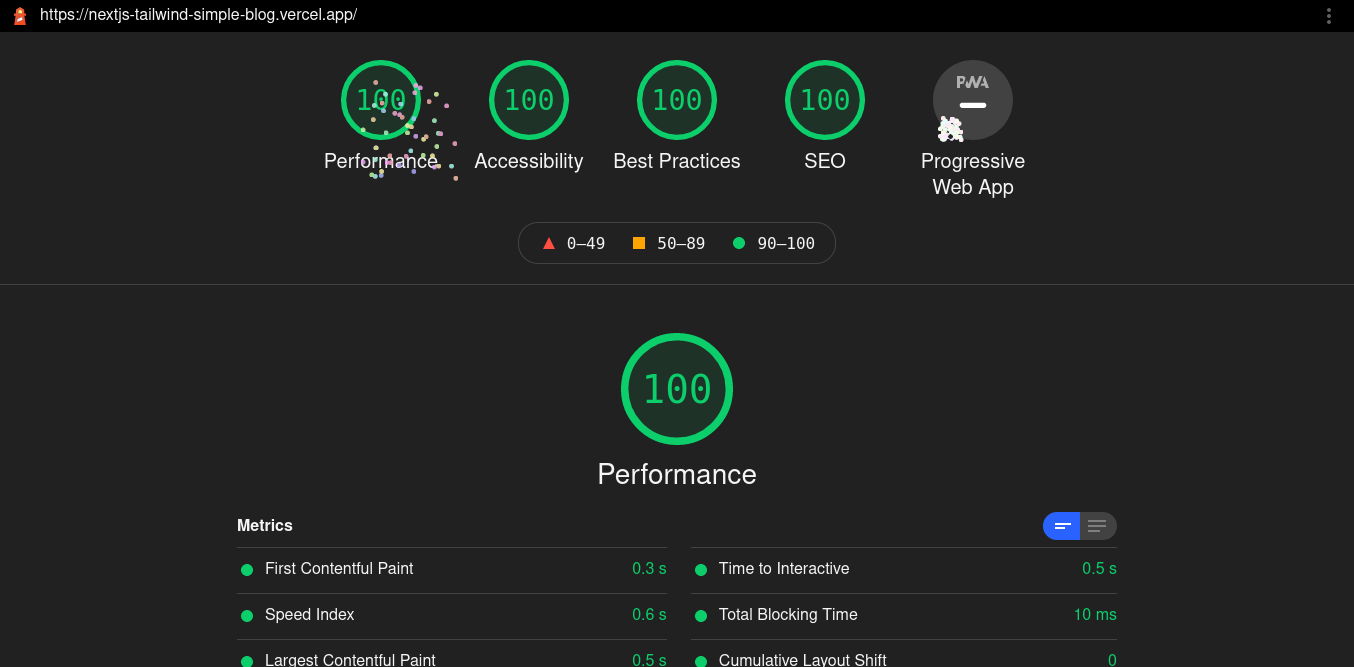 https://nextjs-tailwind-simple-blog.vercel.app/
100 100 100 100 PWA
Performance Accessibility Best Practices SEO Progressive
Web App
0–49 50–89 90–100
100
Performance
Metrics
First Contentful Paint 0.3 s Time to Interactive 0.5 s
Speed Index 0.6 s Total Blocking Time 10 ms
Largest Contentful Paint 0.5 s Cumulative Layout Shift 0